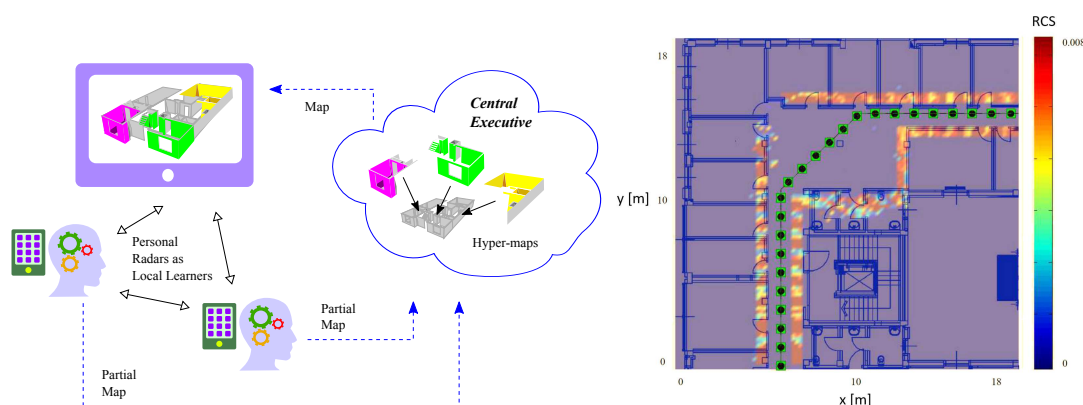 Map
Central
Executive
Hyper-maps
Personal
Radars as
Local Learners
Partial
Map
Partial
Map
RCS
0.008
0
18
y [m]
10
0
0
10
18
x [m]